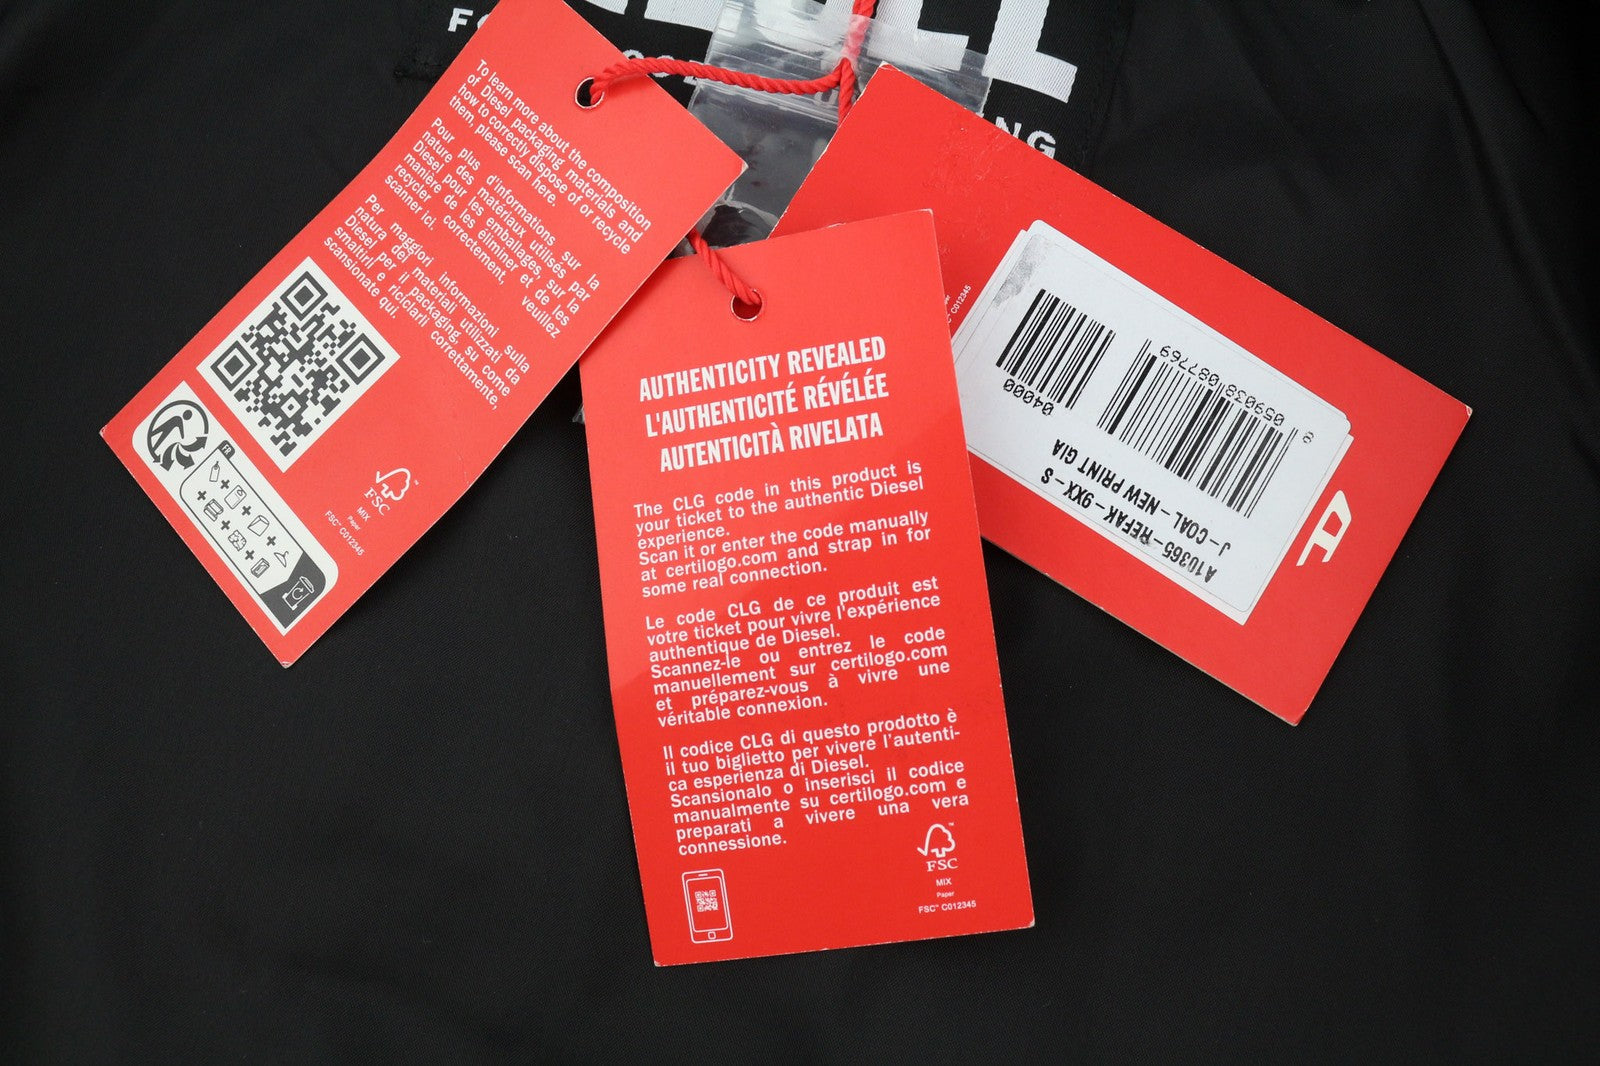 To learn more about the composition
of Diesel packaging materials and
how to correctly dispose of or recycle
them, please scan here.
Pour plus d'informations sur la
nature des matériaux utilisés par
Diesel pour les emballages, sur la
manière de les éliminer et de les
recycler correctement, veuillez
scanner ici.
Per maggiori informazioni sulla
natura dei materiali utilizzati da
Diesel per il packaging, su come
smaltirli e riciclarli correttamente,
scansionate qui.
FR
FSC
MIX
Paper
FSC™ C012345
AUTHENTICITY REVEALED
L'AUTHENTICITÉ RÉVÉLÉE
AUTENTICITÀ RIVELATA
The CLG code in this product is
your ticket to the authentic Diesel
experience.
Scan it or enter the code manually
at certilogo.com and strap in for
some real connection.
Le code CLG de ce produit est
votre ticket pour vivre l'expérience
authentique de Diesel.
Scannez-le ou entrez le code
manuellement sur certilogo.com
et préparez-vous à vivre une
véritable connexion.
Il codice CLG di questo prodotto è
il tuo biglietto per vivere l'autenti-
ca esperienza di Diesel.
Scansionalo o inserisci il codice
manualmente su certilogo.com e
preparati a vivere una vera
connessione.
FSC
MIX
Paper
FSC™ C012345
C012345
A10365-REFAK-9XX-S
J-COAL-NEW PRINT GIA
8 059038 087769
04000
D